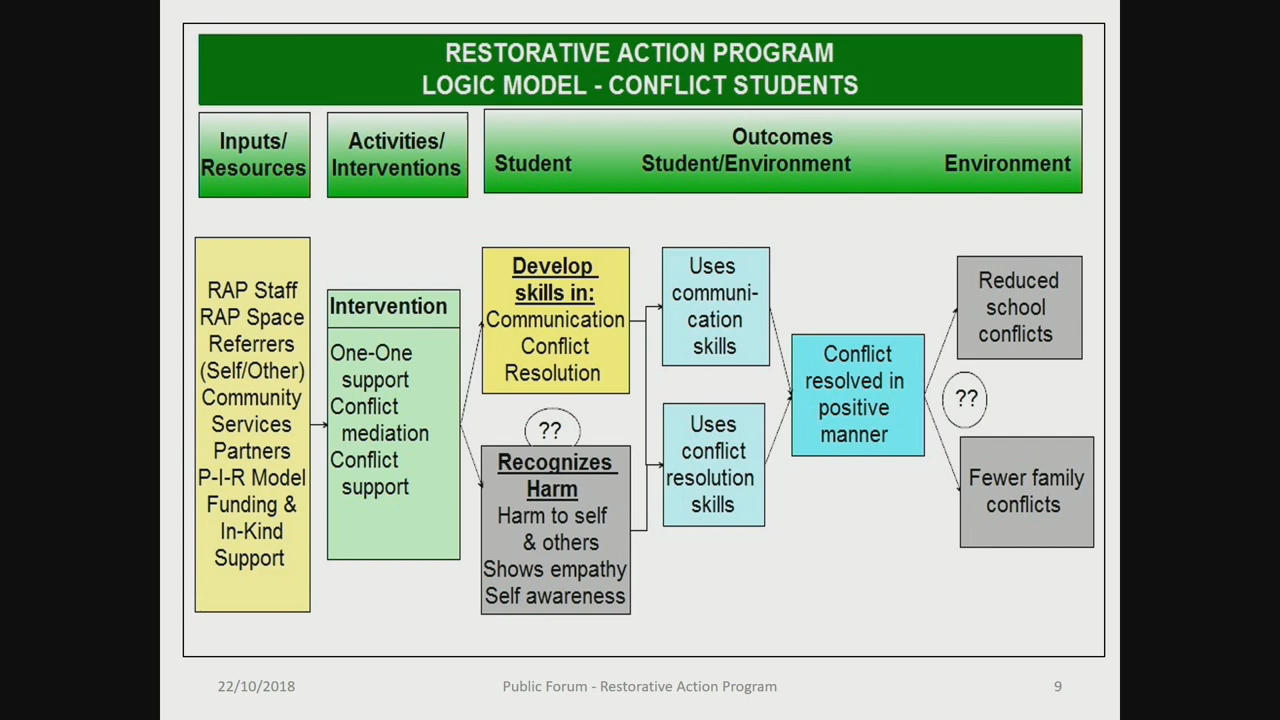 RESTORATIVE ACTION PROGRAM
LOGIC MODEL - CONFLICT STUDENTS
Inputs/
Resources
Activities/
Interventions
Outcomes
Student
Student/Environment
Environment
RAP Staff
RAP Space
Referrers
(Self/Other)
Community
Services
Partners
P-I-R Model
Funding &
In-Kind
Support
Intervention
One-One
support
Conflict
mediation
Conflict
support
Develop
skills in:
Communication
Conflict
Resolution
??
Recognizes
Harm
Harm to self
& others
Shows empathy
Self awareness
Uses
communi-
cation
skills
Uses
conflict
resolution
skills
Conflict
resolved in
positive
manner
Reduced
school
conflicts
??
Fewer family
conflicts
22/10/2018
Public Forum - Restorative Action Program
9